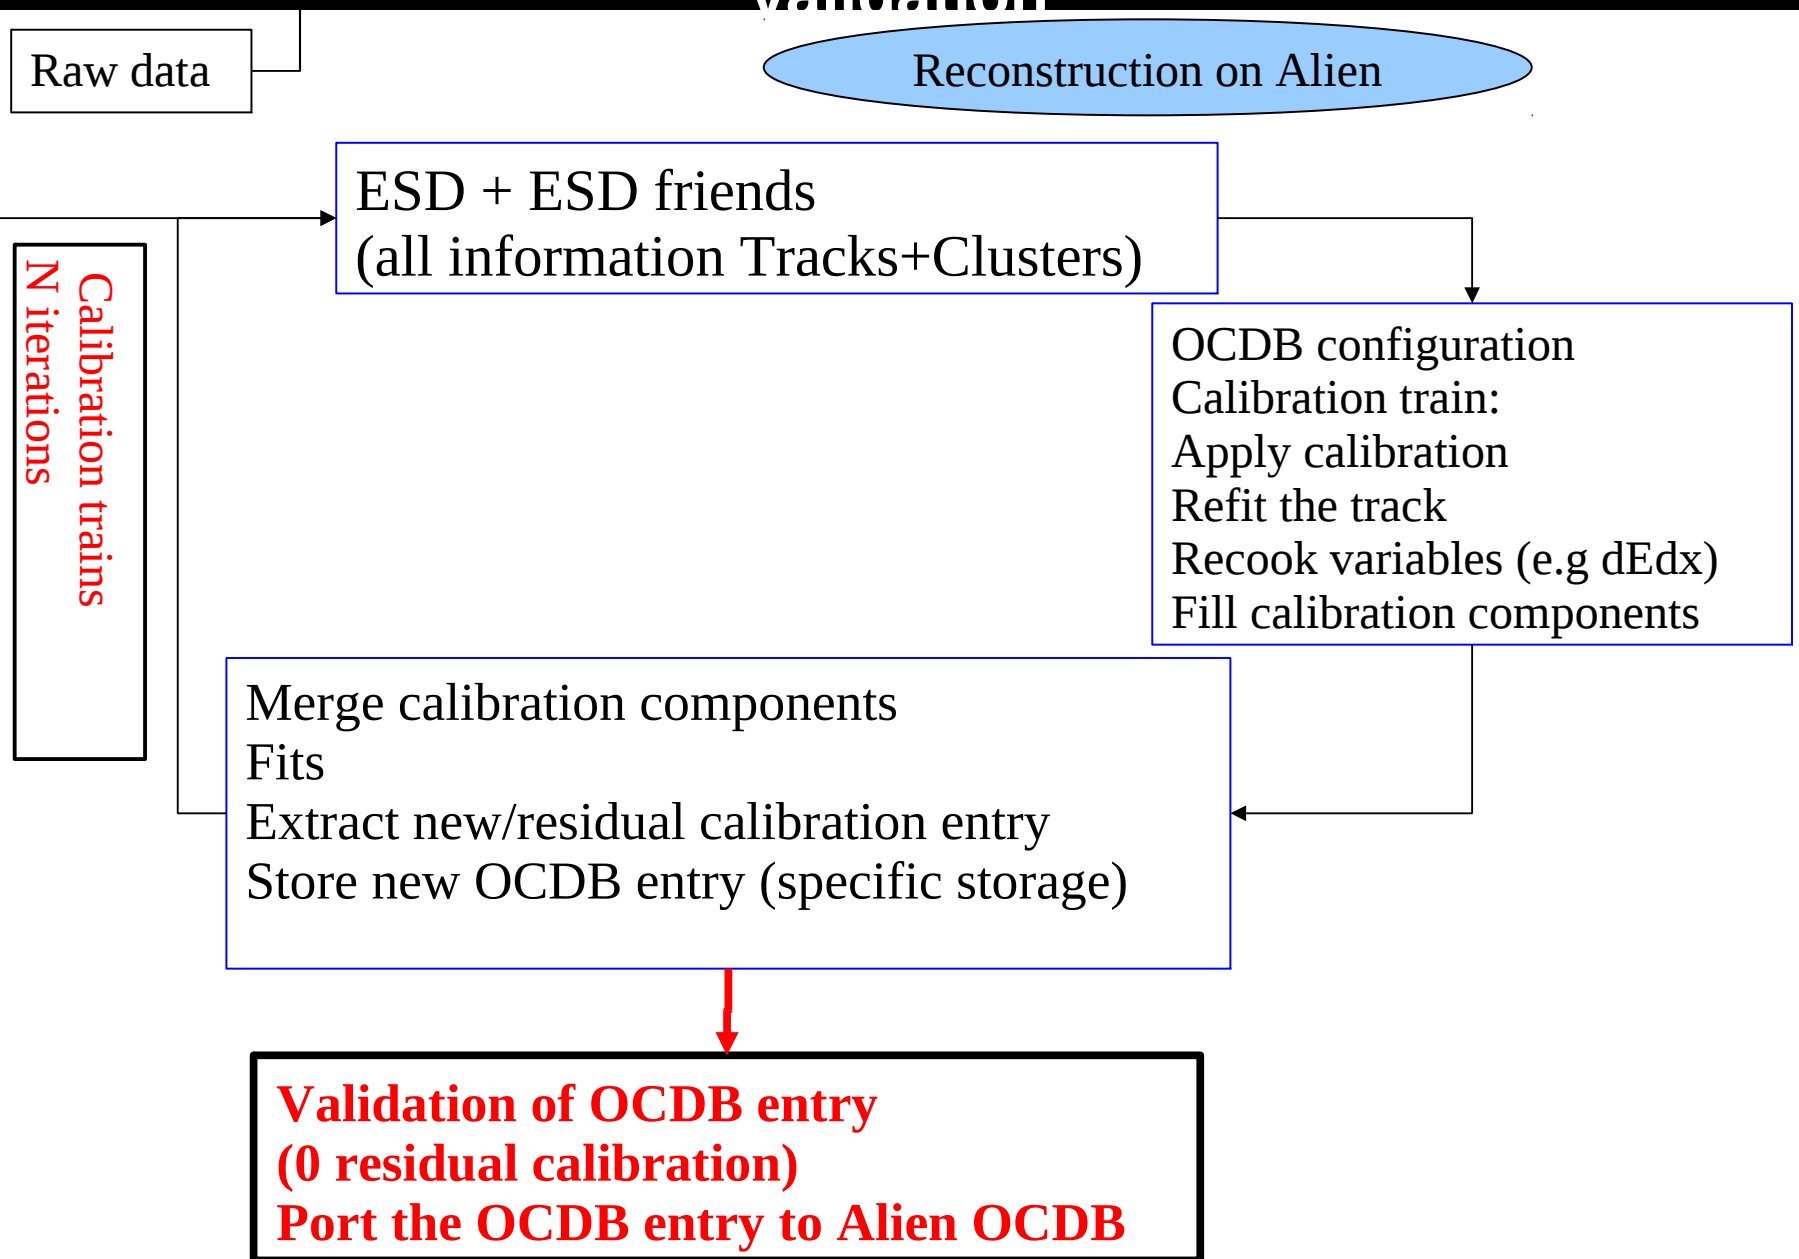 Raw data
Reconstruction on Alien
ESD + ESD friends
(all information Tracks+Clusters)
Calibration trains
N iterations
OCDB configuration
Calibration train:
Apply calibration
Refit the track
Recook variables (e.g dEdx)
Fill calibration components
Merge calibration components
Fits
Extract new/residual calibration entry
Store new OCDB entry (specific storage)
Validation of OCDB entry
(0 residual calibration)
Port the OCDB entry to Alien OCDB